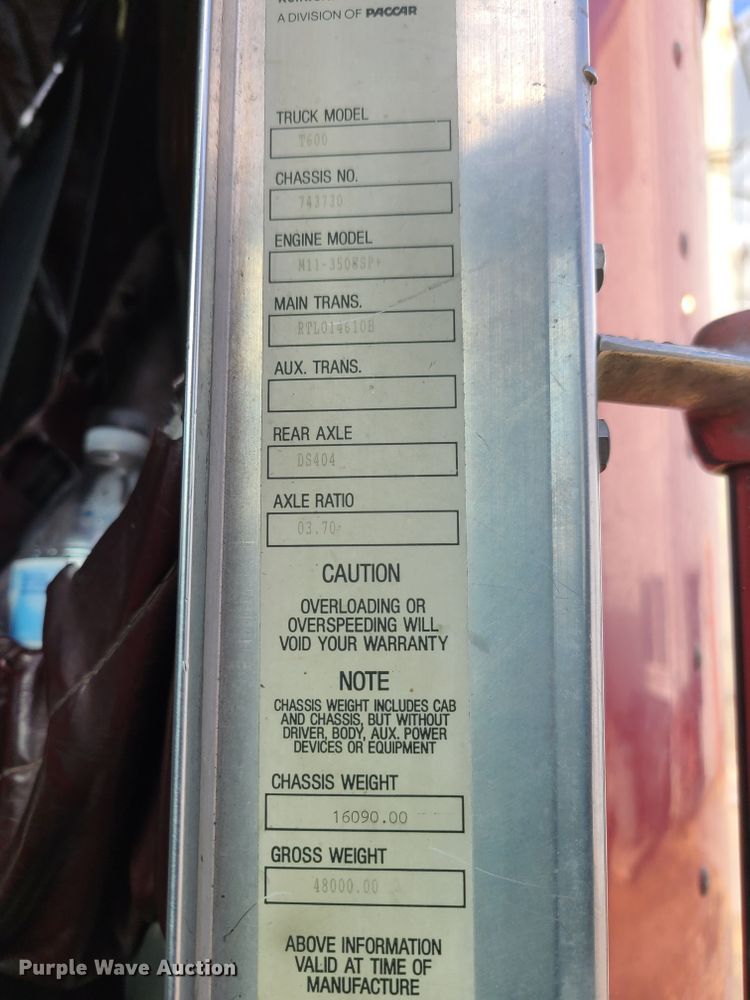 A DIVISION OF PACCAR
TRUCK MODEL
T600
CHASSIS NO.
743730
ENGINE MODEL
M11-350ESP+
MAIN TRANS.
RTLO14610B
AUX. TRANS.
REAR AXLE
DS404
AXLE RATIO
03.70
CAUTION
OVERLOADING OR
OVERSPEEDING WILL
VOID YOUR WARRANTY
NOTE
CHASSIS WEIGHT INCLUDES CAB
AND CHASSIS, BUT WITHOUT
DRIVER, BODY, AUX. POWER
DEVICES OR EQUIPMENT
CHASSIS WEIGHT
16090.00
GROSS WEIGHT
48000.00
ABOVE INFORMATION
VALID AT TIME OF
MANUFACTURE
Purple Wave Auction